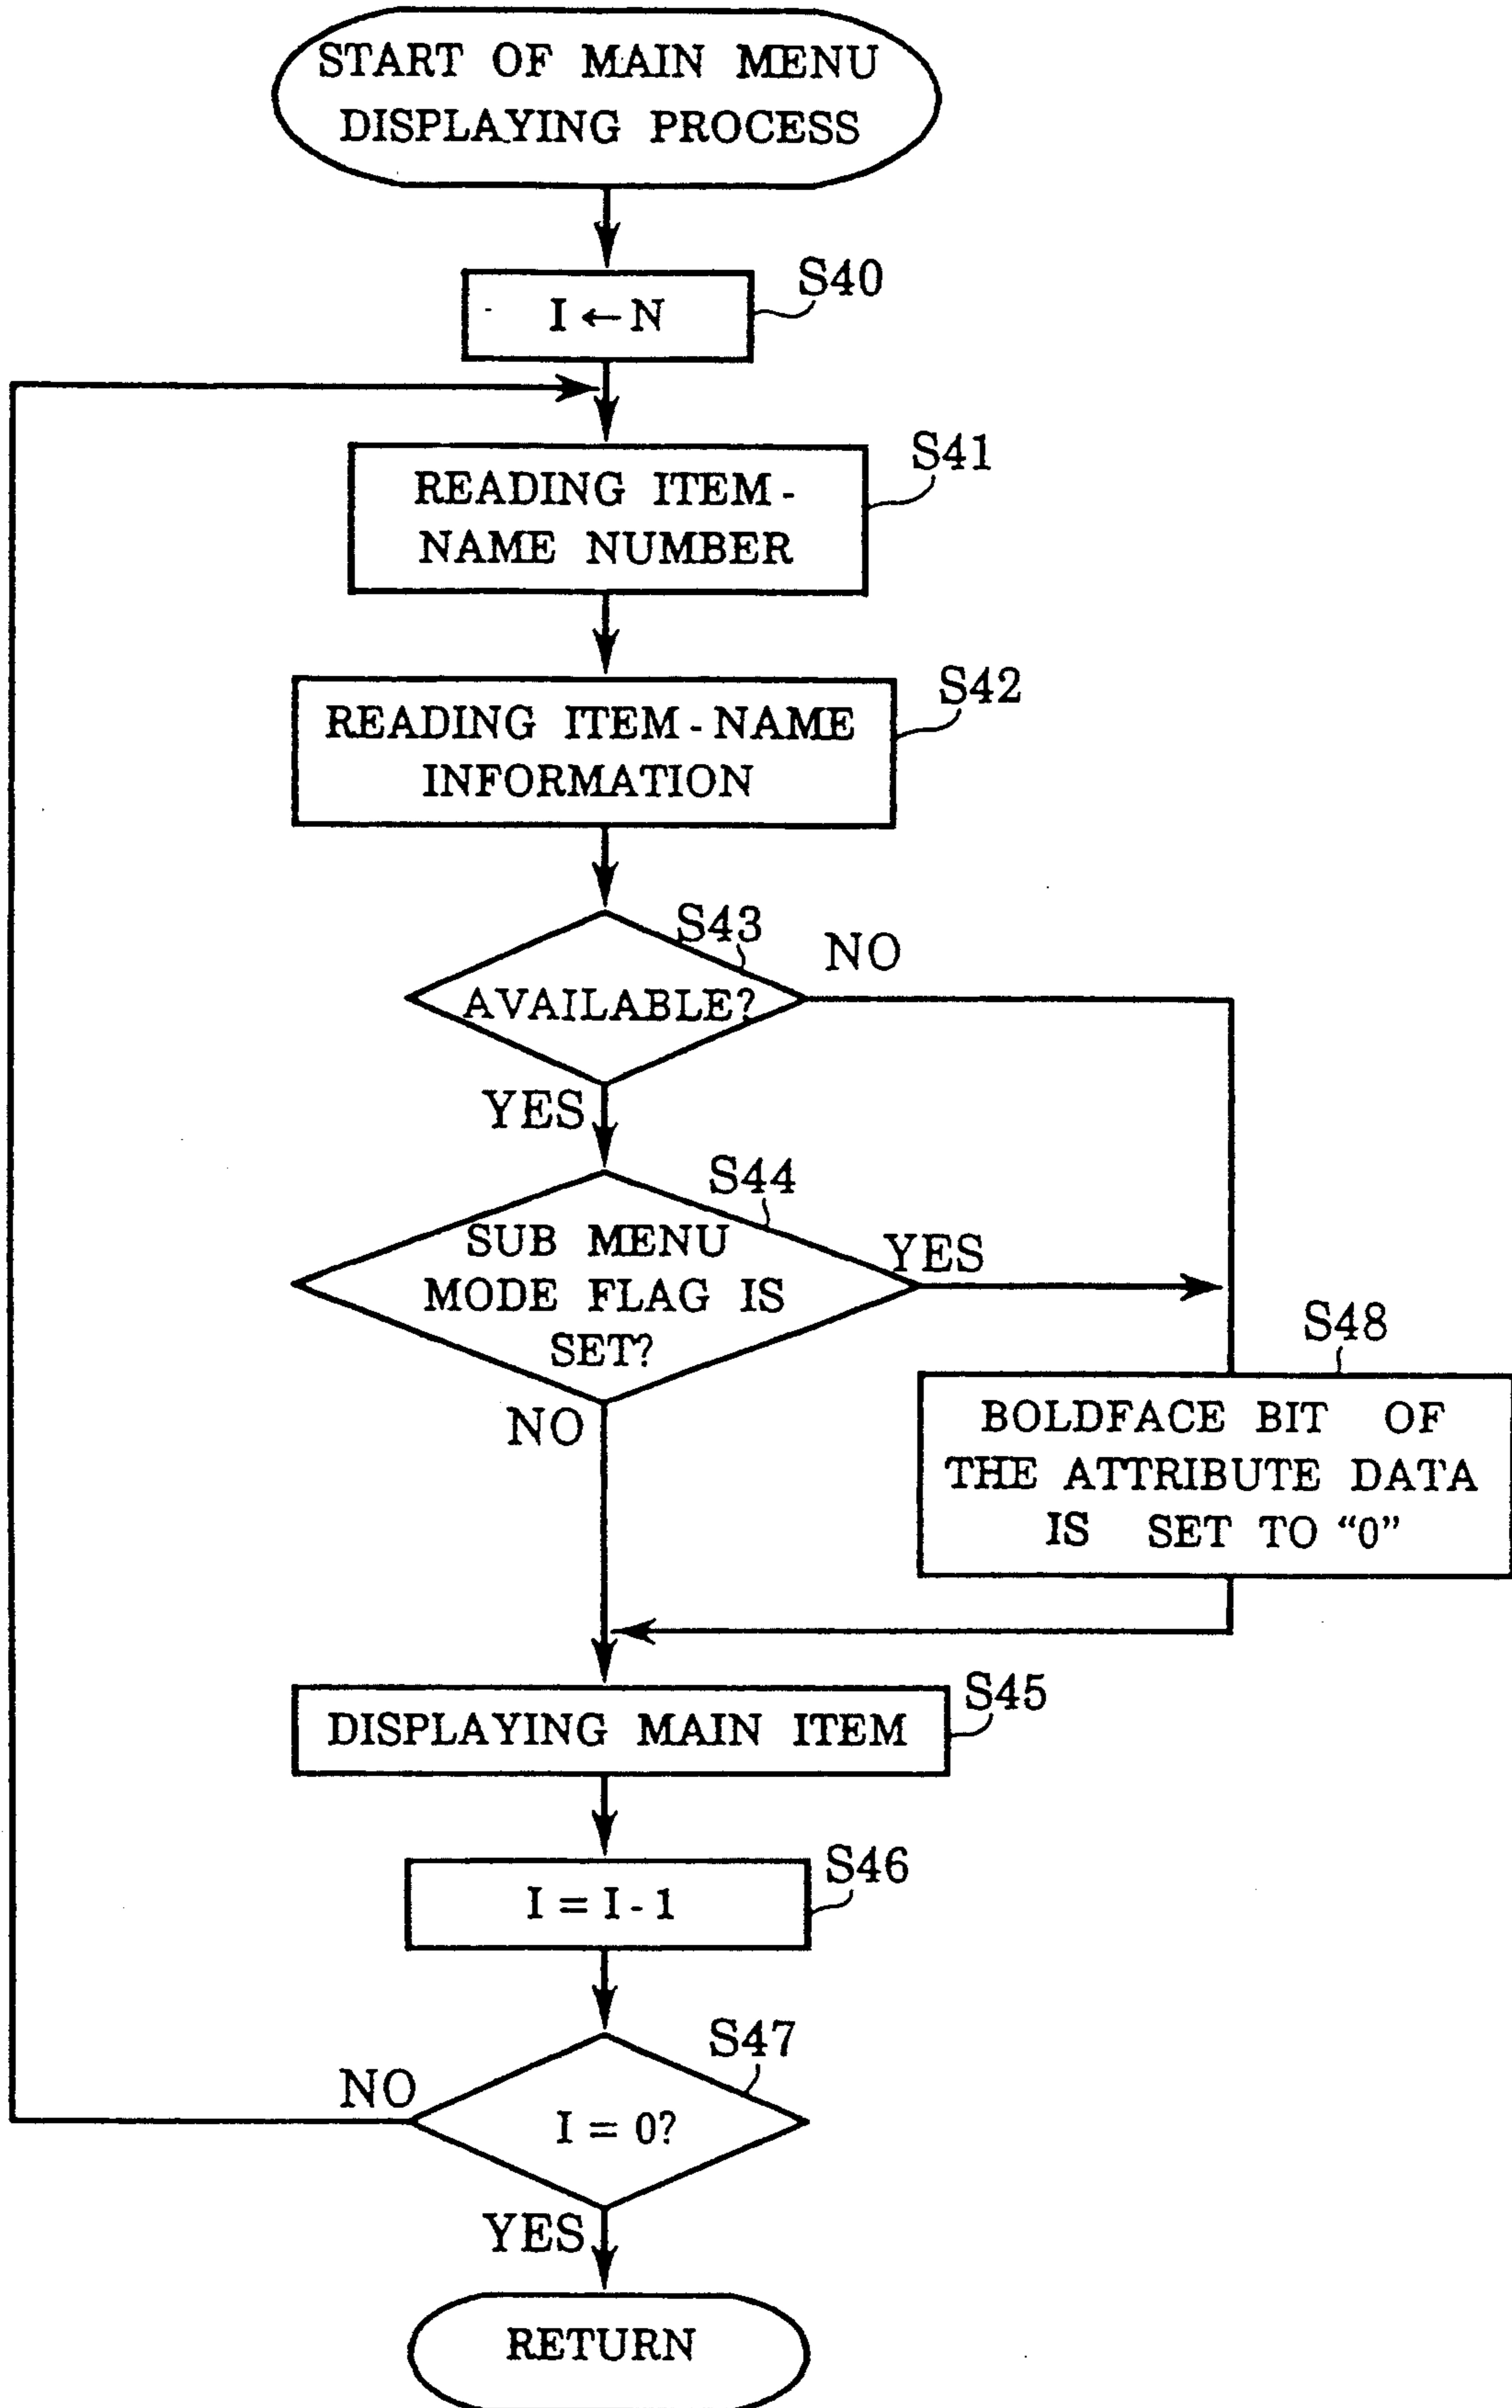 START OF MAIN MENU
DISPLAYING PROCESS
S40
I ← N
S41
READING ITEM-
NAME NUMBER
S42
READING ITEM-NAME
INFORMATION
S43
NO
AVAILABLE?
YES
S44
SUB MENU
MODE FLAG IS
SET?
YES
NO
S48
BOLDFACE BIT OF
THE ATTRIBUTE DATA
IS SET TO “0”
S45
DISPLAYING MAIN ITEM
S46
I = I - 1
S47
NO
I = 0?
YES
RETURN